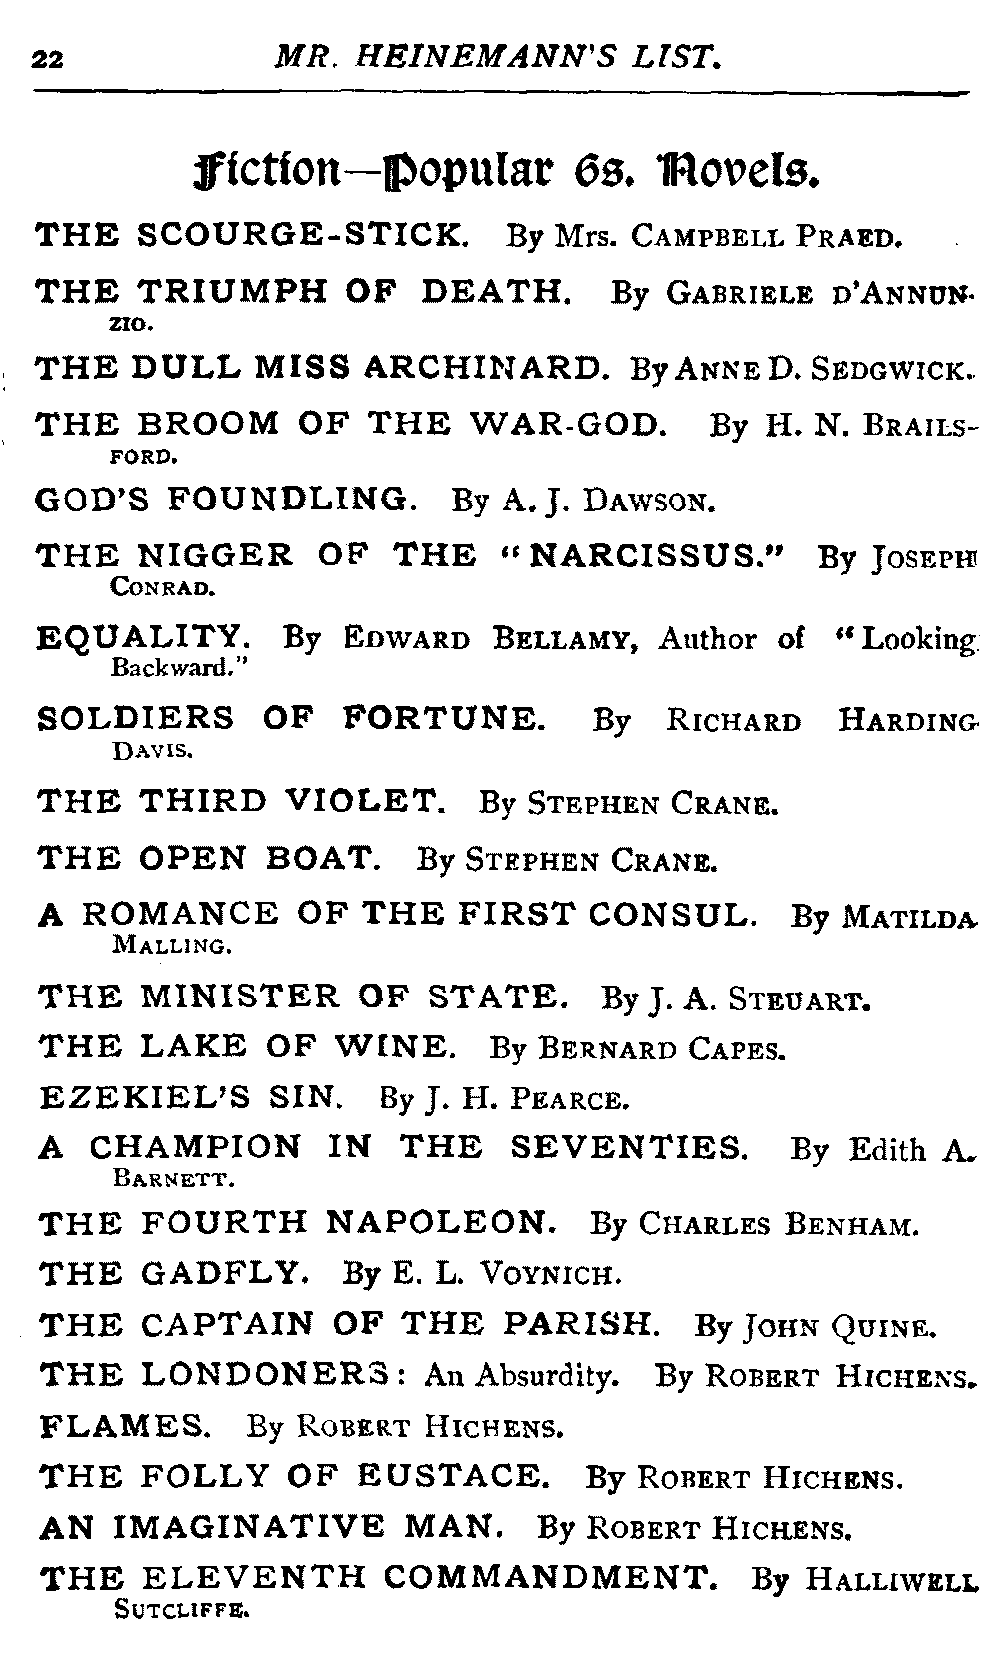 22 MR. HEINEMANN'S LIST.
Fiction—Popular 6s. Novels.
THE SCOURGE-STICK. By Mrs. CAMPBELL PRAED.
THE TRIUMPH OF DEATH. By GABRIELE D'ANNUN-
ZIO.
THE DULL MISS ARCHINARD. By ANNE D. SEDGWICK.
THE BROOM OF THE WAR-GOD. By H. N. BRAILS-
FORD.
GOD'S FOUNDLING. By A. J. DAWSON.
THE NIGGER OF THE "NARCISSUS." By JOSEPH
CONRAD.
EQUALITY. By EDWARD BELLAMY, Author of "Looking
Backward."
SOLDIERS OF FORTUNE. By RICHARD HARDING
DAVIS.
THE THIRD VIOLET. By STEPHEN CRANE.
THE OPEN BOAT. By STEPHEN CRANE.
A ROMANCE OF THE FIRST CONSUL. By MATILDA
MALLING.
THE MINISTER OF STATE. By J. A. STEUART.
THE LAKE OF WINE. By BERNARD CAPES.
EZEKIEL'S SIN. By J. H. PEARCE.
A CHAMPION IN THE SEVENTIES. By Edith A.
BARNETT.
THE FOURTH NAPOLEON. By CHARLES BENHAM.
THE GADFLY. By E. L. VOYNICH.
THE CAPTAIN OF THE PARISH. By JOHN QUINE.
THE LONDONERS: An Absurdity. By ROBERT HICHENS.
FLAMES. By ROBERT HICHENS.
THE FOLLY OF EUSTACE. By ROBERT HICHENS.
AN IMAGINATIVE MAN. By ROBERT HICHENS.
THE ELEVENTH COMMANDMENT. By HALLIWELL
SUTCLIFFE.